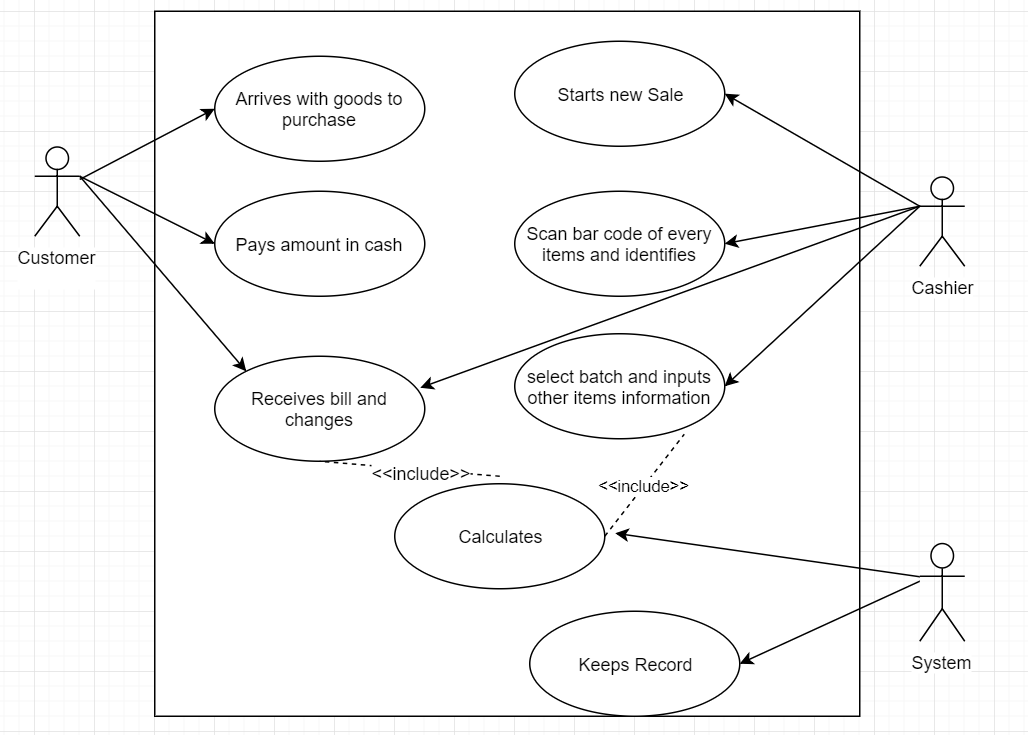 Arrives with goods to
purchase
Starts new Sale
Pays amount in cash
Scan bar code of every
items and identifies
Customer
Cashier
Receives bill and
changes
select batch and inputs
other items information
<<include>>
<<include>>
Calculates
Keeps Record
System